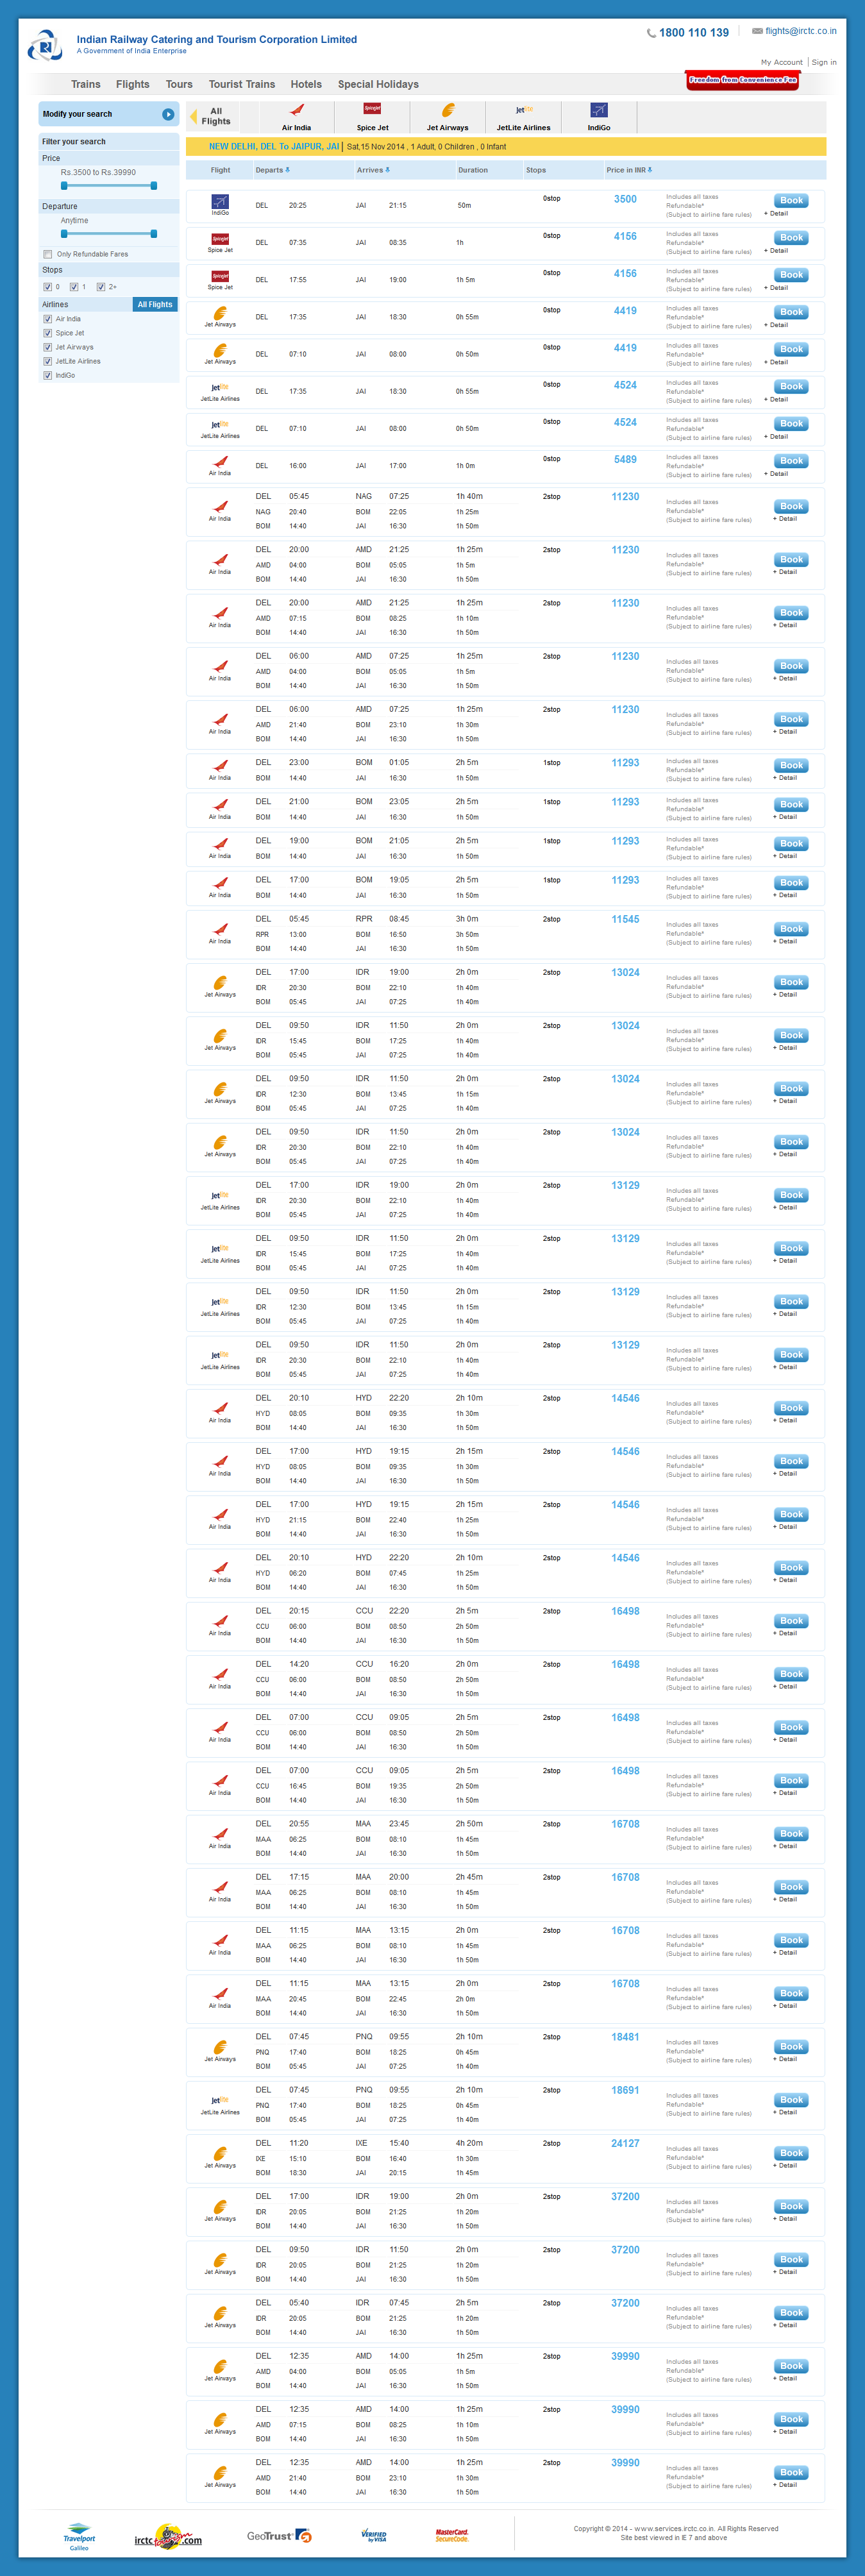 Indian Railway Catering and Tourism Corporation Limited
A Government of India Enterprise
1800 110 139 flights@irctc.co.in
My Account | Sign in
Trains Flights Tours Tourist Trains Hotels Special Holidays
Freedom from Convenience Fee
Modify your search
Filter your search
Price
Rs.3500 to Rs.39990
Departure
Anytime
Only Refundable Fares
Stops
0 1 2+
Airlines All Flights
Air India
Spice Jet
Jet Airways
JetLite Airlines
IndiGo
All Flights Air India Spice Jet Jet Airways JetLite Airlines IndiGo
NEW DELHI, DEL To JAIPUR, JAI | Sat,15 Nov 2014 , 1 Adult, 0 Children , 0 Infant
Flight Departs Arrives Duration Stops Price in INR
IndiGo DEL 20:25 JAI 21:15 50m 0stop 3500 Includes all taxes Refundable* (Subject to airline fare rules) Book + Detail
Spice Jet DEL 07:35 JAI 08:35 1h 0stop 4156 Includes all taxes Refundable* (Subject to airline fare rules) Book + Detail
Spice Jet DEL 17:55 JAI 19:00 1h 5m 0stop 4156 Includes all taxes Refundable* (Subject to airline fare rules) Book + Detail
Jet Airways DEL 17:35 JAI 18:30 0h 55m 0stop 4419 Includes all taxes Refundable* (Subject to airline fare rules) Book + Detail
Jet Airways DEL 07:10 JAI 08:00 0h 50m 0stop 4419 Includes all taxes Refundable* (Subject to airline fare rules) Book + Detail
JetLite Airlines DEL 17:35 JAI 18:30 0h 55m 0stop 4524 Includes all taxes Refundable* (Subject to airline fare rules) Book + Detail
JetLite Airlines DEL 07:10 JAI 08:00 0h 50m 0stop 4524 Includes all taxes Refundable* (Subject to airline fare rules) Book + Detail
Air India DEL 16:00 JAI 17:00 1h 0m 0stop 5489 Includes all taxes Refundable* (Subject to airline fare rules) Book + Detail
DEL 05:45 NAG 07:25 1h 40m 2stop 11230 Includes all taxes Refundable* (Subject to airline fare rules) Book + Detail
Air India NAG 20:40 BOM 22:05 1h 25m
BOM 14:40 JAI 16:30 1h 50m
DEL 20:00 AMD 21:25 1h 25m 2stop 11230 Includes all taxes Refundable* (Subject to airline fare rules) Book + Detail
Air India AMD 04:00 BOM 05:05 1h 5m
BOM 14:40 JAI 16:30 1h 50m
DEL 20:00 AMD 21:25 1h 25m 2stop 11230 Includes all taxes Refundable* (Subject to airline fare rules) Book + Detail
Air India AMD 07:15 BOM 08:25 1h 10m
BOM 14:40 JAI 16:30 1h 50m
DEL 06:00 AMD 07:25 1h 25m 2stop 11230 Includes all taxes Refundable* (Subject to airline fare rules) Book + Detail
Air India AMD 04:00 BOM 05:05 1h 5m
BOM 14:40 JAI 16:30 1h 50m
DEL 06:00 AMD 07:25 1h 25m 2stop 11230 Includes all taxes Refundable* (Subject to airline fare rules) Book + Detail
Air India AMD 21:40 BOM 23:10 1h 30m
BOM 14:40 JAI 16:30 1h 50m
DEL 23:00 BOM 01:05 2h 5m 1stop 11293 Includes all taxes Refundable* (Subject to airline fare rules) Book + Detail
Air India BOM 14:40 JAI 16:30 1h 50m
DEL 21:00 BOM 23:05 2h 5m 1stop 11293 Includes all taxes Refundable* (Subject to airline fare rules) Book + Detail
Air India BOM 14:40 JAI 16:30 1h 50m
DEL 19:00 BOM 21:05 2h 5m 1stop 11293 Includes all taxes Refundable* (Subject to airline fare rules) Book + Detail
Air India BOM 14:40 JAI 16:30 1h 50m
DEL 17:00 BOM 19:05 2h 5m 1stop 11293 Includes all taxes Refundable* (Subject to airline fare rules) Book + Detail
Air India BOM 14:40 JAI 16:30 1h 50m
DEL 05:45 RPR 08:45 3h 0m 2stop 11545 Includes all taxes Refundable* (Subject to airline fare rules) Book + Detail
Air India RPR 13:00 BOM 16:50 3h 50m
BOM 14:40 JAI 16:30 1h 50m
DEL 17:00 IDR 19:00 2h 0m 2stop 13024 Includes all taxes Refundable* (Subject to airline fare rules) Book + Detail
Jet Airways IDR 20:30 BOM 22:10 1h 40m
BOM 05:45 JAI 07:25 1h 40m
DEL 09:50 IDR 11:50 2h 0m 2stop 13024 Includes all taxes Refundable* (Subject to airline fare rules) Book + Detail
Jet Airways IDR 15:45 BOM 17:25 1h 40m
BOM 05:45 JAI 07:25 1h 40m
DEL 09:50 IDR 11:50 2h 0m 2stop 13024 Includes all taxes Refundable* (Subject to airline fare rules) Book + Detail
Jet Airways IDR 12:30 BOM 13:45 1h 15m
BOM 05:45 JAI 07:25 1h 40m
DEL 09:50 IDR 11:50 2h 0m 2stop 13024 Includes all taxes Refundable* (Subject to airline fare rules) Book + Detail
Jet Airways IDR 20:30 BOM 22:10 1h 40m
BOM 05:45 JAI 07:25 1h 40m
DEL 17:00 IDR 19:00 2h 0m 2stop 13129 Includes all taxes Refundable* (Subject to airline fare rules) Book + Detail
JetLite Airlines IDR 20:30 BOM 22:10 1h 40m
BOM 05:45 JAI 07:25 1h 40m
DEL 09:50 IDR 11:50 2h 0m 2stop 13129 Includes all taxes Refundable* (Subject to airline fare rules) Book + Detail
JetLite Airlines IDR 15:45 BOM 17:25 1h 40m
BOM 05:45 JAI 07:25 1h 40m
DEL 09:50 IDR 11:50 2h 0m 2stop 13129 Includes all taxes Refundable* (Subject to airline fare rules) Book + Detail
JetLite Airlines IDR 12:30 BOM 13:45 1h 15m
BOM 05:45 JAI 07:25 1h 40m
DEL 09:50 IDR 11:50 2h 0m 2stop 13129 Includes all taxes Refundable* (Subject to airline fare rules) Book + Detail
JetLite Airlines IDR 20:30 BOM 22:10 1h 40m
BOM 05:45 JAI 07:25 1h 40m
DEL 20:10 HYD 22:20 2h 10m 2stop 14546 Includes all taxes Refundable* (Subject to airline fare rules) Book + Detail
Air India HYD 08:05 BOM 09:35 1h 30m
BOM 14:40 JAI 16:30 1h 50m
DEL 17:00 HYD 19:15 2h 15m 2stop 14546 Includes all taxes Refundable* (Subject to airline fare rules) Book + Detail
Air India HYD 08:05 BOM 09:35 1h 30m
BOM 14:40 JAI 16:30 1h 50m
DEL 17:00 HYD 19:15 2h 15m 2stop 14546 Includes all taxes Refundable* (Subject to airline fare rules) Book + Detail
Air India HYD 21:15 BOM 22:40 1h 25m
BOM 14:40 JAI 16:30 1h 50m
DEL 20:10 HYD 22:20 2h 10m 2stop 14546 Includes all taxes Refundable* (Subject to airline fare rules) Book + Detail
Air India HYD 06:20 BOM 07:45 1h 25m
BOM 14:40 JAI 16:30 1h 50m
DEL 20:15 CCU 22:20 2h 5m 2stop 16498 Includes all taxes Refundable* (Subject to airline fare rules) Book + Detail
Air India CCU 06:00 BOM 08:50 2h 50m
BOM 14:40 JAI 16:30 1h 50m
DEL 14:20 CCU 16:20 2h 0m 2stop 16498 Includes all taxes Refundable* (Subject to airline fare rules) Book + Detail
Air India CCU 06:00 BOM 08:50 2h 50m
BOM 14:40 JAI 16:30 1h 50m
DEL 07:00 CCU 09:05 2h 5m 2stop 16498 Includes all taxes Refundable* (Subject to airline fare rules) Book + Detail
Air India CCU 06:00 BOM 08:50 2h 50m
BOM 14:40 JAI 16:30 1h 50m
DEL 07:00 CCU 09:05 2h 5m 2stop 16498 Includes all taxes Refundable* (Subject to airline fare rules) Book + Detail
Air India CCU 16:45 BOM 19:35 2h 50m
BOM 14:40 JAI 16:30 1h 50m
DEL 20:55 MAA 23:45 2h 50m 2stop 16708 Includes all taxes Refundable* (Subject to airline fare rules) Book + Detail
Air India MAA 06:25 BOM 08:10 1h 45m
BOM 14:40 JAI 16:30 1h 50m
DEL 17:15 MAA 20:00 2h 45m 2stop 16708 Includes all taxes Refundable* (Subject to airline fare rules) Book + Detail
Air India MAA 06:25 BOM 08:10 1h 45m
BOM 14:40 JAI 16:30 1h 50m
DEL 11:15 MAA 13:15 2h 0m 2stop 16708 Includes all taxes Refundable* (Subject to airline fare rules) Book + Detail
Air India MAA 06:25 BOM 08:10 1h 45m
BOM 14:40 JAI 16:30 1h 50m
DEL 11:15 MAA 13:15 2h 0m 2stop 16708 Includes all taxes Refundable* (Subject to airline fare rules) Book + Detail
Air India MAA 20:45 BOM 22:45 2h 0m
BOM 14:40 JAI 16:30 1h 50m
DEL 07:45 PNQ 09:55 2h 10m 2stop 18481 Includes all taxes Refundable* (Subject to airline fare rules) Book + Detail
Jet Airways PNQ 17:40 BOM 18:25 0h 45m
BOM 05:45 JAI 07:25 1h 40m
DEL 07:45 PNQ 09:55 2h 10m 2stop 18691 Includes all taxes Refundable* (Subject to airline fare rules) Book + Detail
JetLite Airlines PNQ 17:40 BOM 18:25 0h 45m
BOM 05:45 JAI 07:25 1h 40m
DEL 11:20 IXE 15:40 4h 20m 2stop 24127 Includes all taxes Refundable* (Subject to airline fare rules) Book + Detail
Jet Airways IXE 15:10 BOM 16:40 1h 30m
BOM 18:30 JAI 20:15 1h 45m
DEL 17:00 IDR 19:00 2h 0m 2stop 37200 Includes all taxes Refundable* (Subject to airline fare rules) Book + Detail
Jet Airways IDR 20:05 BOM 21:25 1h 20m
BOM 14:40 JAI 16:30 1h 50m
DEL 09:50 IDR 11:50 2h 0m 2stop 37200 Includes all taxes Refundable* (Subject to airline fare rules) Book + Detail
Jet Airways IDR 20:05 BOM 21:25 1h 20m
BOM 14:40 JAI 16:30 1h 50m
DEL 05:40 IDR 07:45 2h 5m 2stop 37200 Includes all taxes Refundable* (Subject to airline fare rules) Book + Detail
Jet Airways IDR 20:05 BOM 21:25 1h 20m
BOM 14:40 JAI 16:30 1h 50m
DEL 12:35 AMD 14:00 1h 25m 2stop 39990 Includes all taxes Refundable* (Subject to airline fare rules) Book + Detail
Jet Airways AMD 04:00 BOM 05:05 1h 5m
BOM 14:40 JAI 16:30 1h 50m
DEL 12:35 AMD 14:00 1h 25m 2stop 39990 Includes all taxes Refundable* (Subject to airline fare rules) Book + Detail
Jet Airways AMD 07:15 BOM 08:25 1h 10m
BOM 14:40 JAI 16:30 1h 50m
DEL 12:35 AMD 14:00 1h 25m 2stop 39990 Includes all taxes Refundable* (Subject to airline fare rules) Book + Detail
Jet Airways AMD 21:40 BOM 23:10 1h 30m
BOM 14:40 JAI 16:30 1h 50m
Travelport Galileo
irctc tourism.com
GeoTrust
VERIFIED by VISA
MasterCard. SecureCode.
Copyright © 2014 - www.services.irctc.co.in. All Rights Reserved
Site best viewed in IE 7 and above